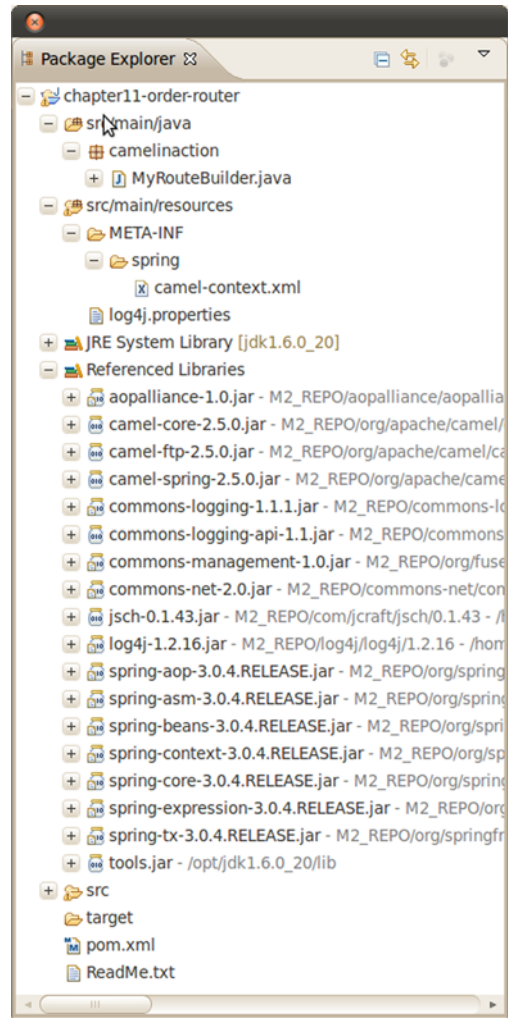 Package Explorer
chapter11-order-router
src/main/java
camelinaction
MyRouteBuilder.java
src/main/resources
META-INF
spring
camel-context.xml
log4j.properties
JRE System Library [jdk1.6.0_20]
Referenced Libraries
aopalliance-1.0.jar - M2_REPO/aopalliance/aopallia
camel-core-2.5.0.jar - M2_REPO/org/apache/camel/
camel-ftp-2.5.0.jar - M2_REPO/org/apache/camel/ca
camel-spring-2.5.0.jar - M2_REPO/org/apache/came
commons-logging-1.1.1.jar - M2_REPO/commons-lo
commons-logging-api-1.1.jar - M2_REPO/commons
commons-management-1.0.jar - M2_REPO/org/fuse
commons-net-2.0.jar - M2_REPO/commons-net/con
jsch-0.1.43.jar - M2_REPO/com/jcraft/jsch/0.1.43 - /h
log4j-1.2.16.jar - M2_REPO/log4j/log4j/1.2.16 - /hom
spring-aop-3.0.4.RELEASE.jar - M2_REPO/org/spring
spring-asm-3.0.4.RELEASE.jar - M2_REPO/org/spring
spring-beans-3.0.4.RELEASE.jar - M2_REPO/org/spri
spring-context-3.0.4.RELEASE.jar - M2_REPO/org/sp
spring-core-3.0.4.RELEASE.jar - M2_REPO/org/spring
spring-expression-3.0.4.RELEASE.jar - M2_REPO/org
spring-tx-3.0.4.RELEASE.jar - M2_REPO/org/springfr
tools.jar - /opt/jdk1.6.0_20/lib
src
target
pom.xml
ReadMe.txt